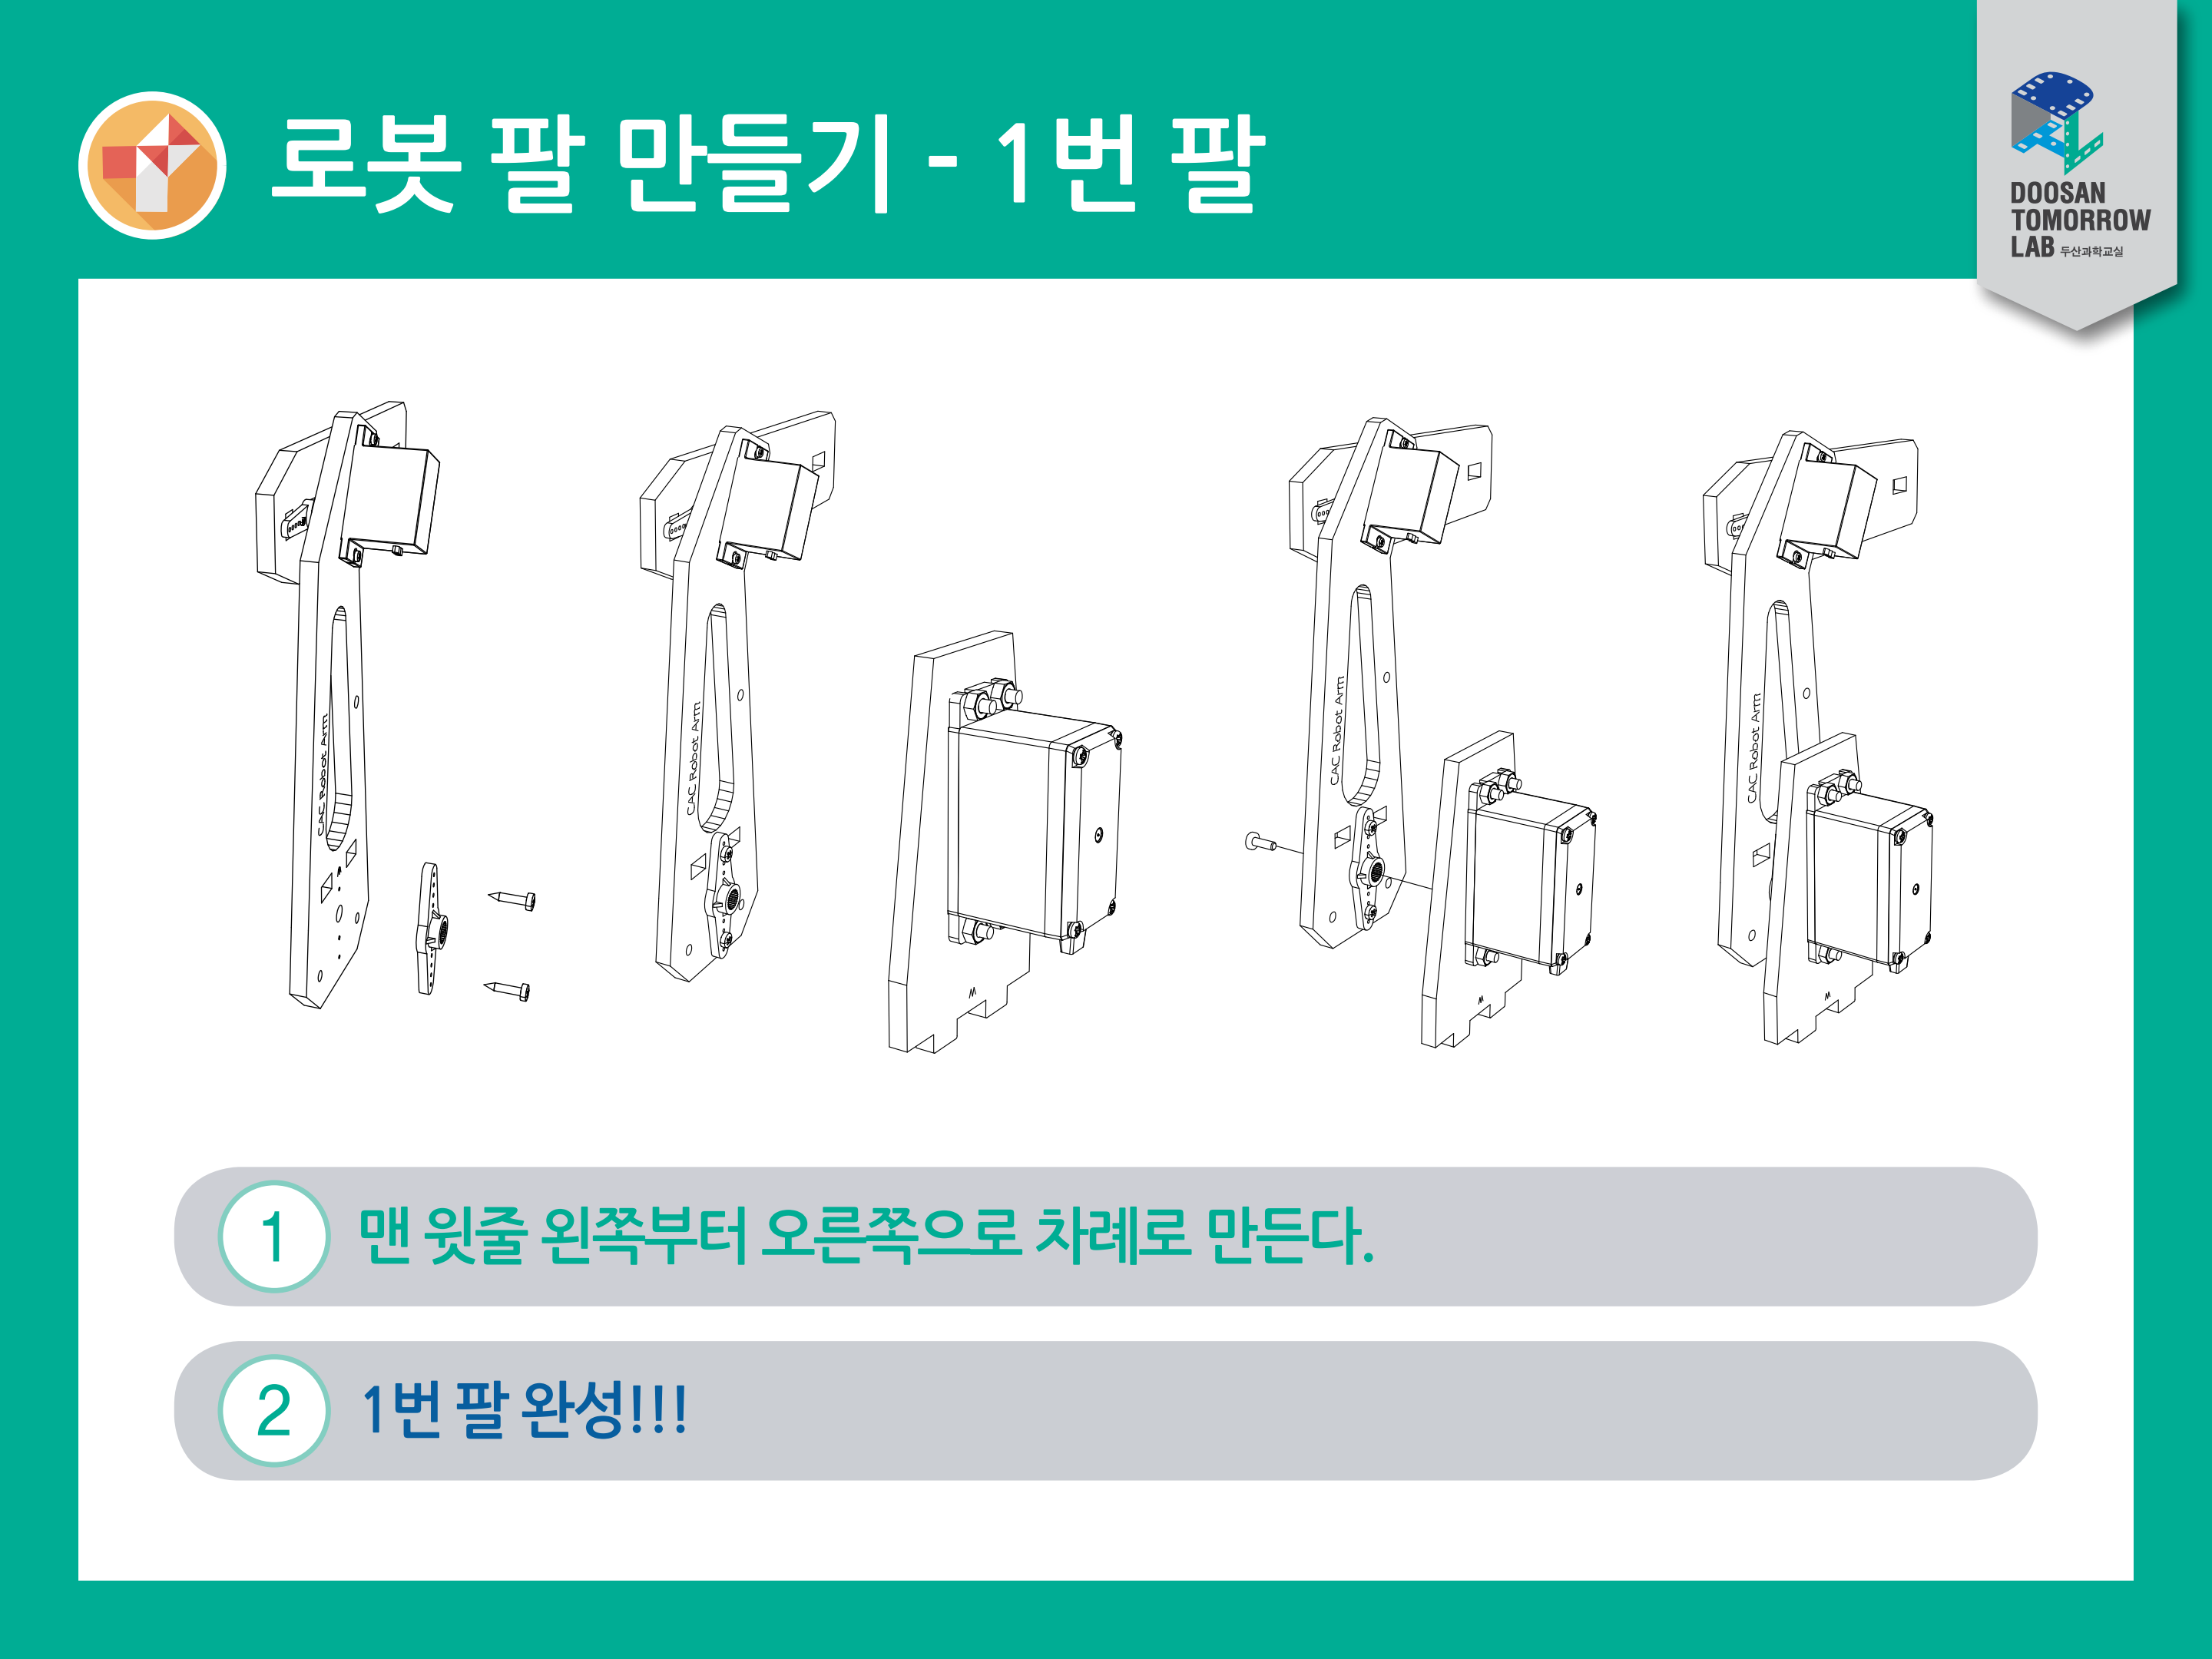 로봇 팔 만들기 - 1번 팔
DOOSAN
TOMORROW
LAB 두산과학교실
CAC Robot Arm
CAC Robot Arm
M
CAC Robot Arm
M
CAC Robot Arm
M
1 맨 윗줄 왼쪽부터 오른쪽으로 차례로 만든다.
2 1번 팔 완성!!!